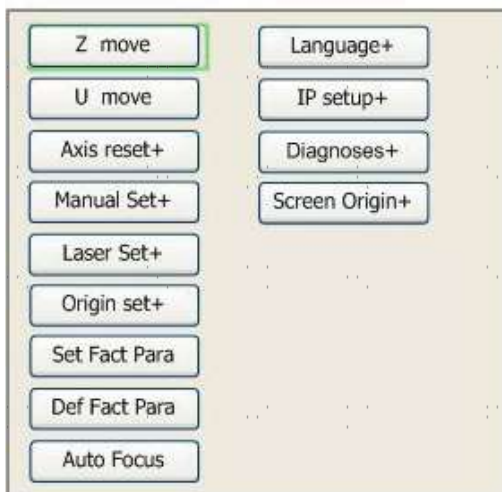 Z move
U move
Axis reset+
Manual Set+
Laser Set+
Origin set+
Set Fact Para
Def Fact Para
Auto Focus
Language+
IP setup+
Diagnoses+
Screen Origin+